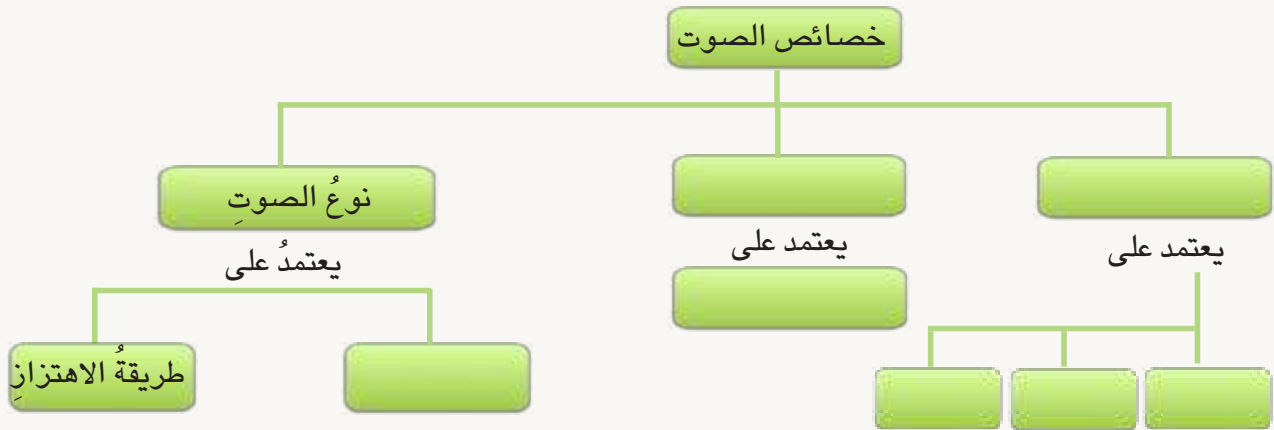 خصائص الصوت
نوعُ الصوتِ
يعتمد على
يعتمد على
يعتمدُ على
طريقةُ الاهتزازِ